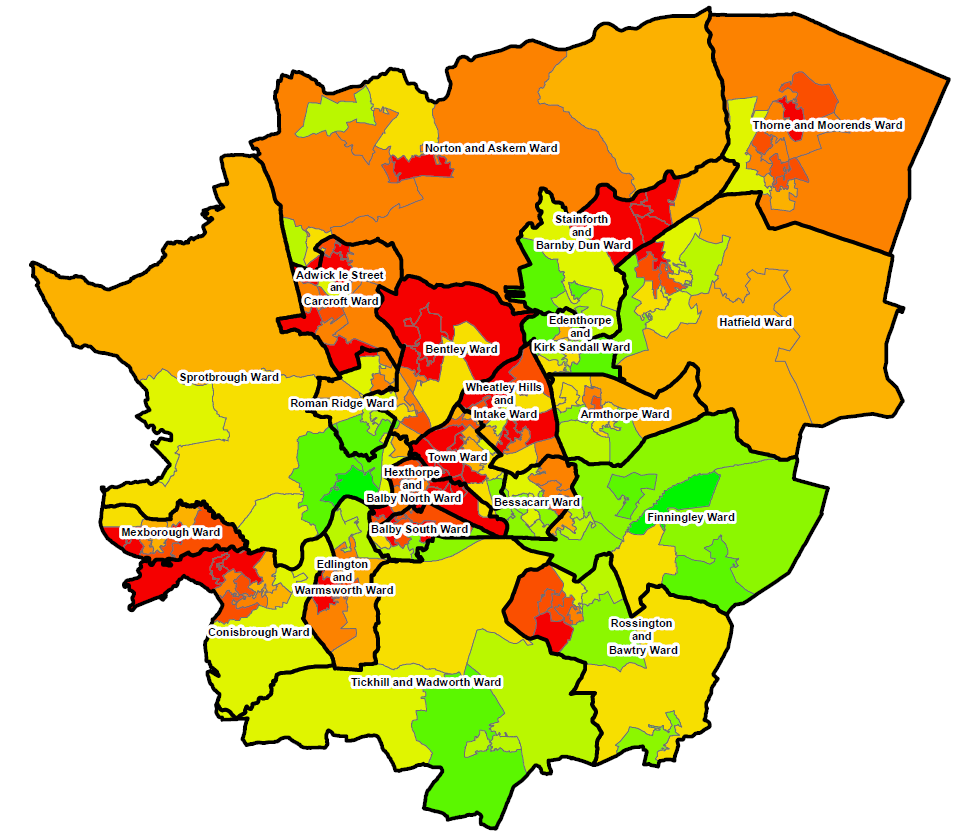 Thorne and Moorends Ward
Norton and Askern Ward
Stainforth
and
Barnby Dun Ward
Adwick le Street
and
Carcroft Ward
Edenthorpe
and
Kirk Sandall Ward
Hatfield Ward
Bentley Ward
Sprotbrough Ward
Wheatley Hills
and
Intake Ward
Roman Ridge Ward
Armthorpe Ward
Town Ward
Hexthorpe
and
Balby North Ward
Bessacarr Ward
Finningley Ward
Mexborough Ward
Balby South Ward
Edlington
and
Warmsworth Ward
Conisbrough Ward
Rossington
and
Bawtry Ward
Tickhill and Wadworth Ward